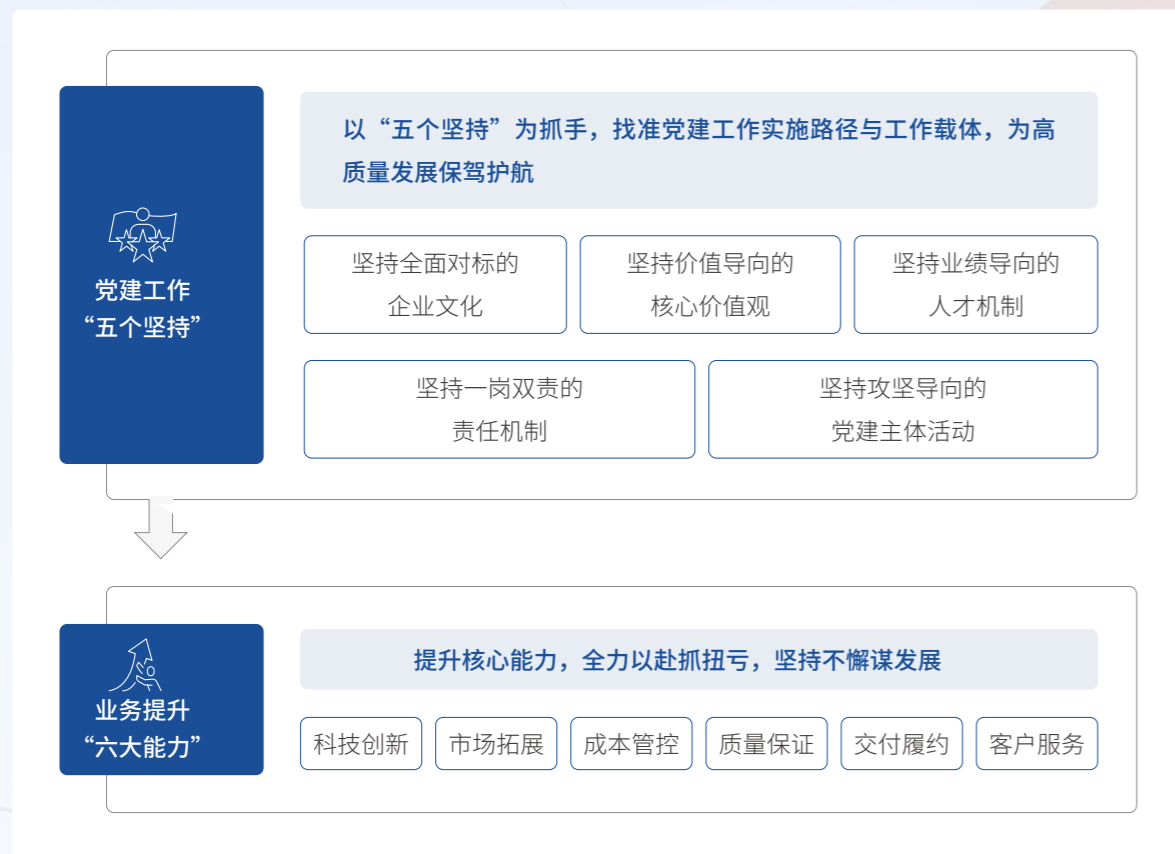 党建工作
“五个坚持”
以“五个坚持”为抓手，找准党建工作实施路径与工作载体，为高
质量发展保驾护航
坚持全面对标的
企业文化
坚持价值导向的
核心价值观
坚持业绩导向的
人才机制
坚持一岗双责的
责任机制
坚持攻坚导向的
党建主体活动
业务提升
“六大能力”
提升核心能力，全力以赴抓扭亏，坚持不懈谋发展
科技创新
市场拓展
成本管控
质量保证
交付履约
客户服务